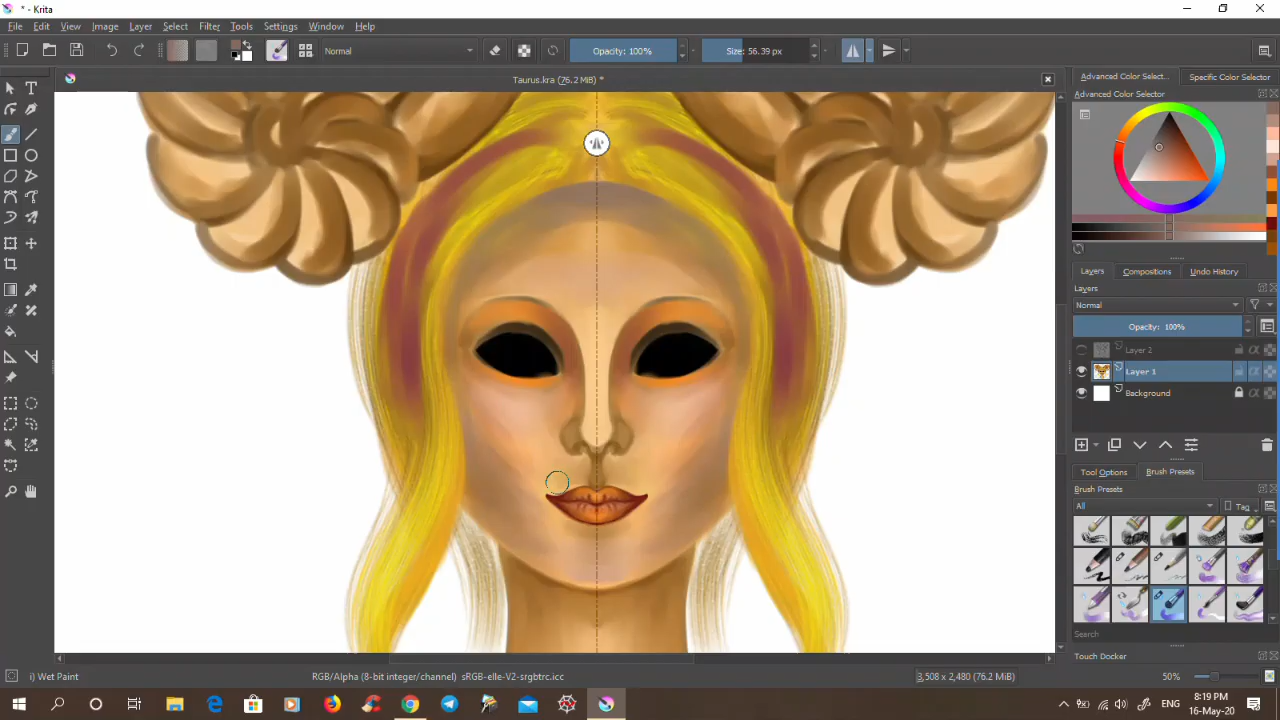 * - Krita
File Edit View Image Layer Select Filter Tools Settings Window Help
Normal
Opacity: 100%
Size: 56.39 px
Taurus.kra (76.2 MiB) *
Advanced Color Select...
Specific Color Selector
Advanced Color Selector
Layers
Compositions
Undo History
Layers
Normal
Opacity: 100%
Layer 2
Layer 1
Background
Tool Options
Brush Presets
Brush Presets
All
Tag
Search
Touch Docker
i) Wet Paint
RGB/Alpha (8-bit integer/channel) sRGB-elle-V2-srgbtrc.icc
3,508 x 2,480 (76.2 MiB)
50%
ENG
8:19 PM
16-May-20